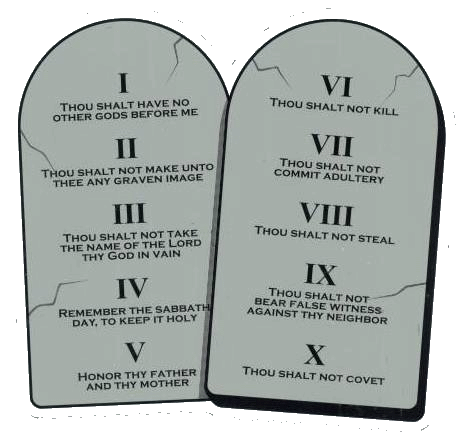 I
Thou shalt have no
other gods before me
II
Thou shalt not make unto
thee any graven image
III
Thou shalt not take
the name of the Lord
thy God in vain
IV
Remember the Sabbath
day, to keep it holy
V
Honor thy father
and thy mother
VI
Thou shalt not kill
VII
Thou shalt not
commit adultery
VIII
Thou shalt not steal
IX
Thou shalt not
bear false witness
against thy neighbor
X
Thou shalt not covet